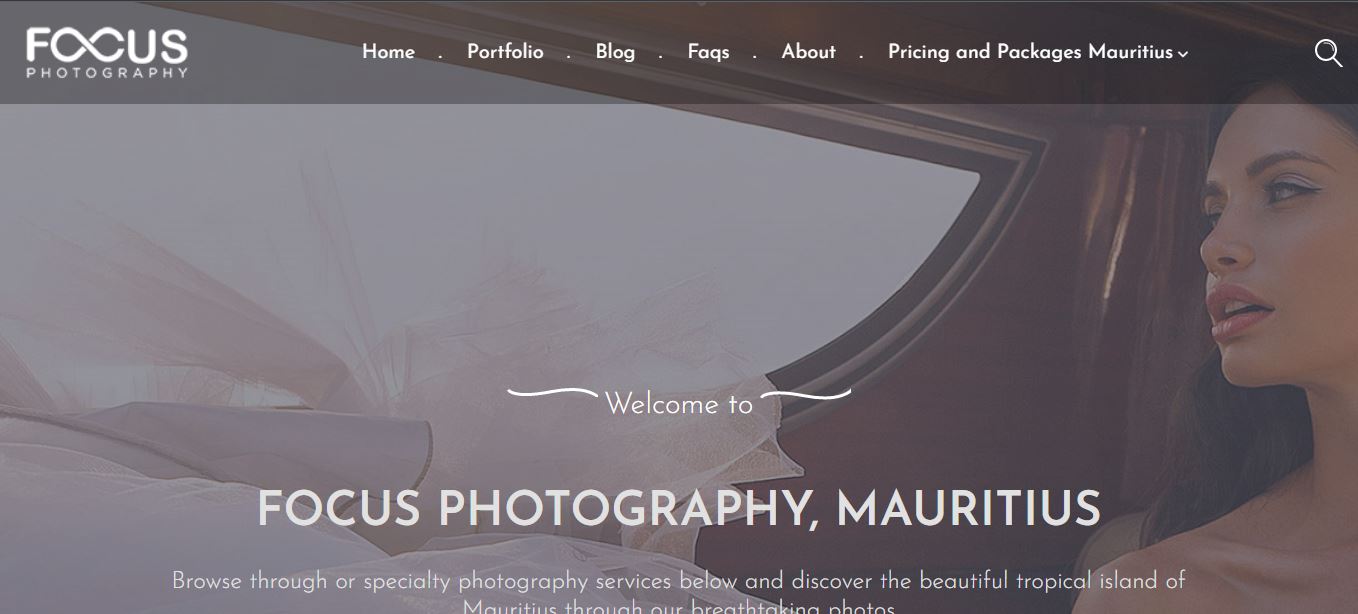 FOCUS
PHOTOGRAPHY
Home . Portfolio . Blog . Faqs . About . Pricing and Packages Mauritius
Welcome to
FOCUS PHOTOGRAPHY, MAURITIUS
Browse through or specialty photography services below and discover the beautiful tropical island of
Mauritius through our breathtaking photos